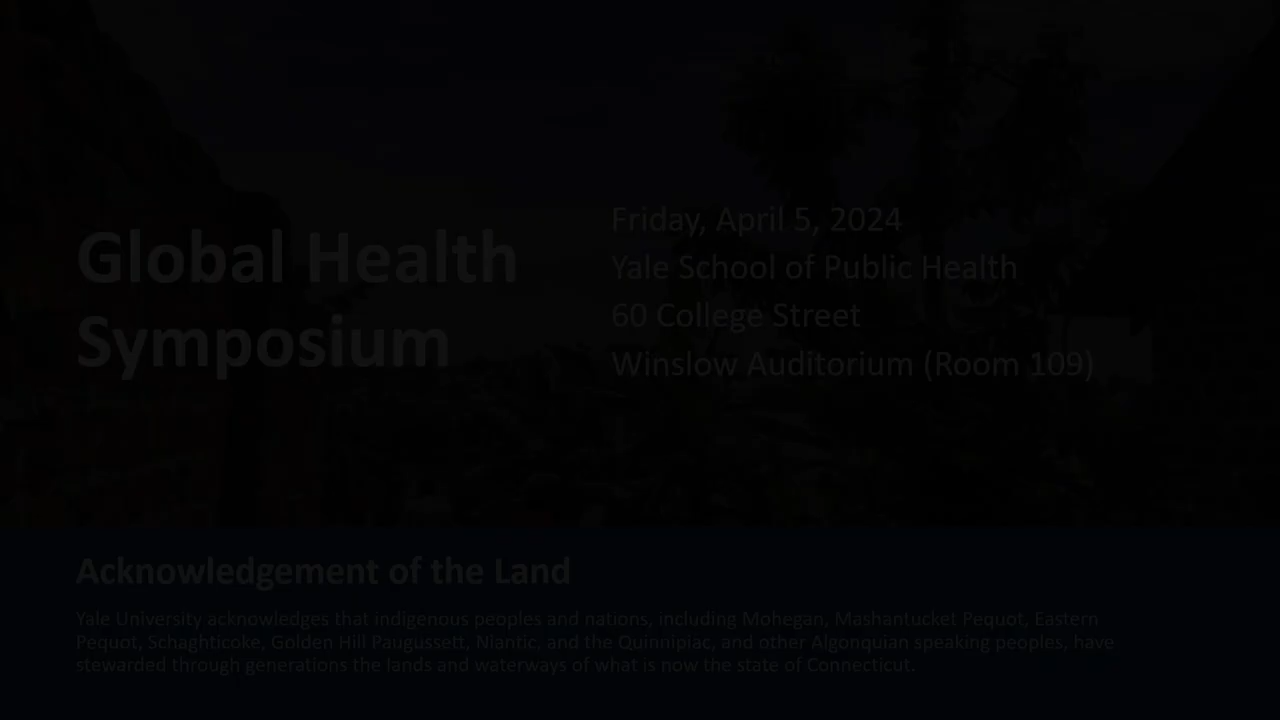 Global Health
Symposium
Friday, April 5, 2024
Yale School of Public Health
60 College Street
Winslow Auditorium (Room 109)
Acknowledgement of the Land
Yale University acknowledges that indigenous peoples and nations, including Mohegan, Mashantucket Pequot, Eastern
Pequot, Schaghticoke, Golden Hill Paugussett, Niantic, and the Quinnipiac, and other Algonquian speaking peoples, have
stewarded through generations the lands and waterways of what is now the state of Connecticut.